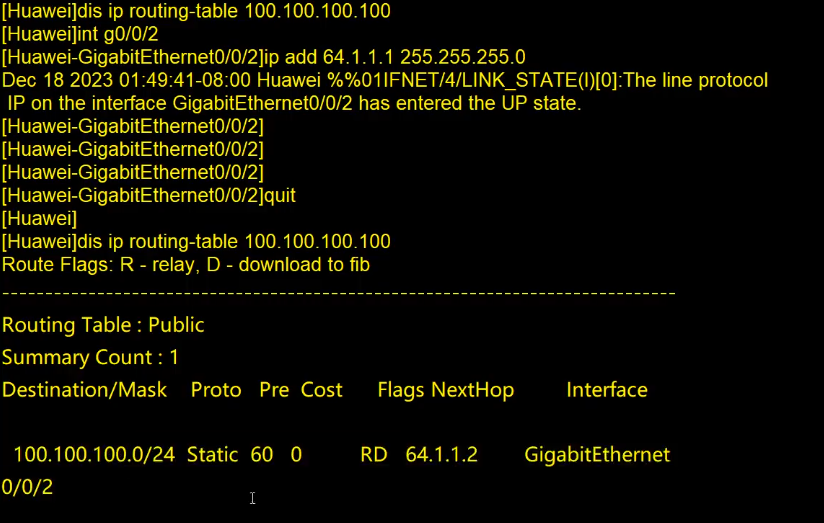 [Huawei]dis ip routing-table 100.100.100.100
[Huawei]int g0/0/2
[Huawei-GigabitEthernet0/0/2]ip add 64.1.1.1 255.255.255.0
Dec 18 2023 01:49:41-08:00 Huawei %%01IFNET/4/LINK_STATE(l)[0]:The line protocol
IP on the interface GigabitEthernet0/0/2 has entered the UP state.
[Huawei-GigabitEthernet0/0/2]
[Huawei-GigabitEthernet0/0/2]
[Huawei-GigabitEthernet0/0/2]
[Huawei-GigabitEthernet0/0/2]quit
[Huawei]
[Huawei]dis ip routing-table 100.100.100.100
Route Flags: R - relay, D - download to fib
------------------------------------------------------------------------------
Routing Table : Public
Summary Count : 1
Destination/Mask Proto Pre Cost Flags NextHop Interface
100.100.100.0/24 Static 60 0 RD 64.1.1.2 GigabitEthernet
0/0/2